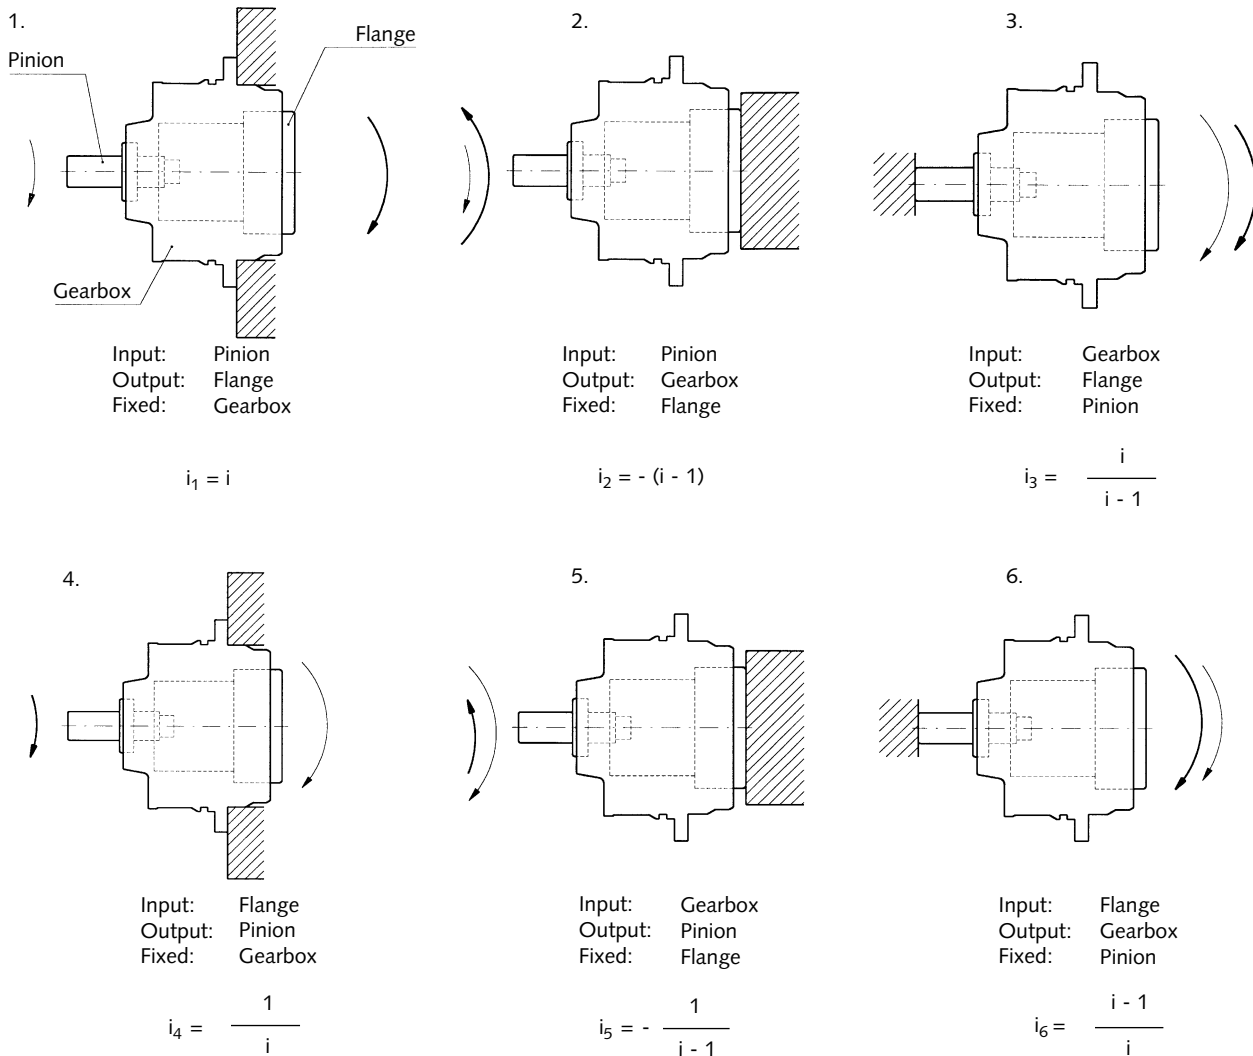 1.
Pinion
Flange
Gearbox
Input: Pinion
Output: Flange
Fixed: Gearbox
i₁ = i
2.
Input: Pinion
Output: Gearbox
Fixed: Flange
i₂ = - (i - 1)
3.
Input: Gearbox
Output: Flange
Fixed: Pinion
i₃ = i / i - 1
4.
Input: Flange
Output: Pinion
Fixed: Gearbox
i₄ = 1 / i
5.
Input: Gearbox
Output: Pinion
Fixed: Flange
i₅ = - 1 / i - 1
6.
Input: Flange
Output: Gearbox
Fixed: Pinion
i₆ = i - 1 / i